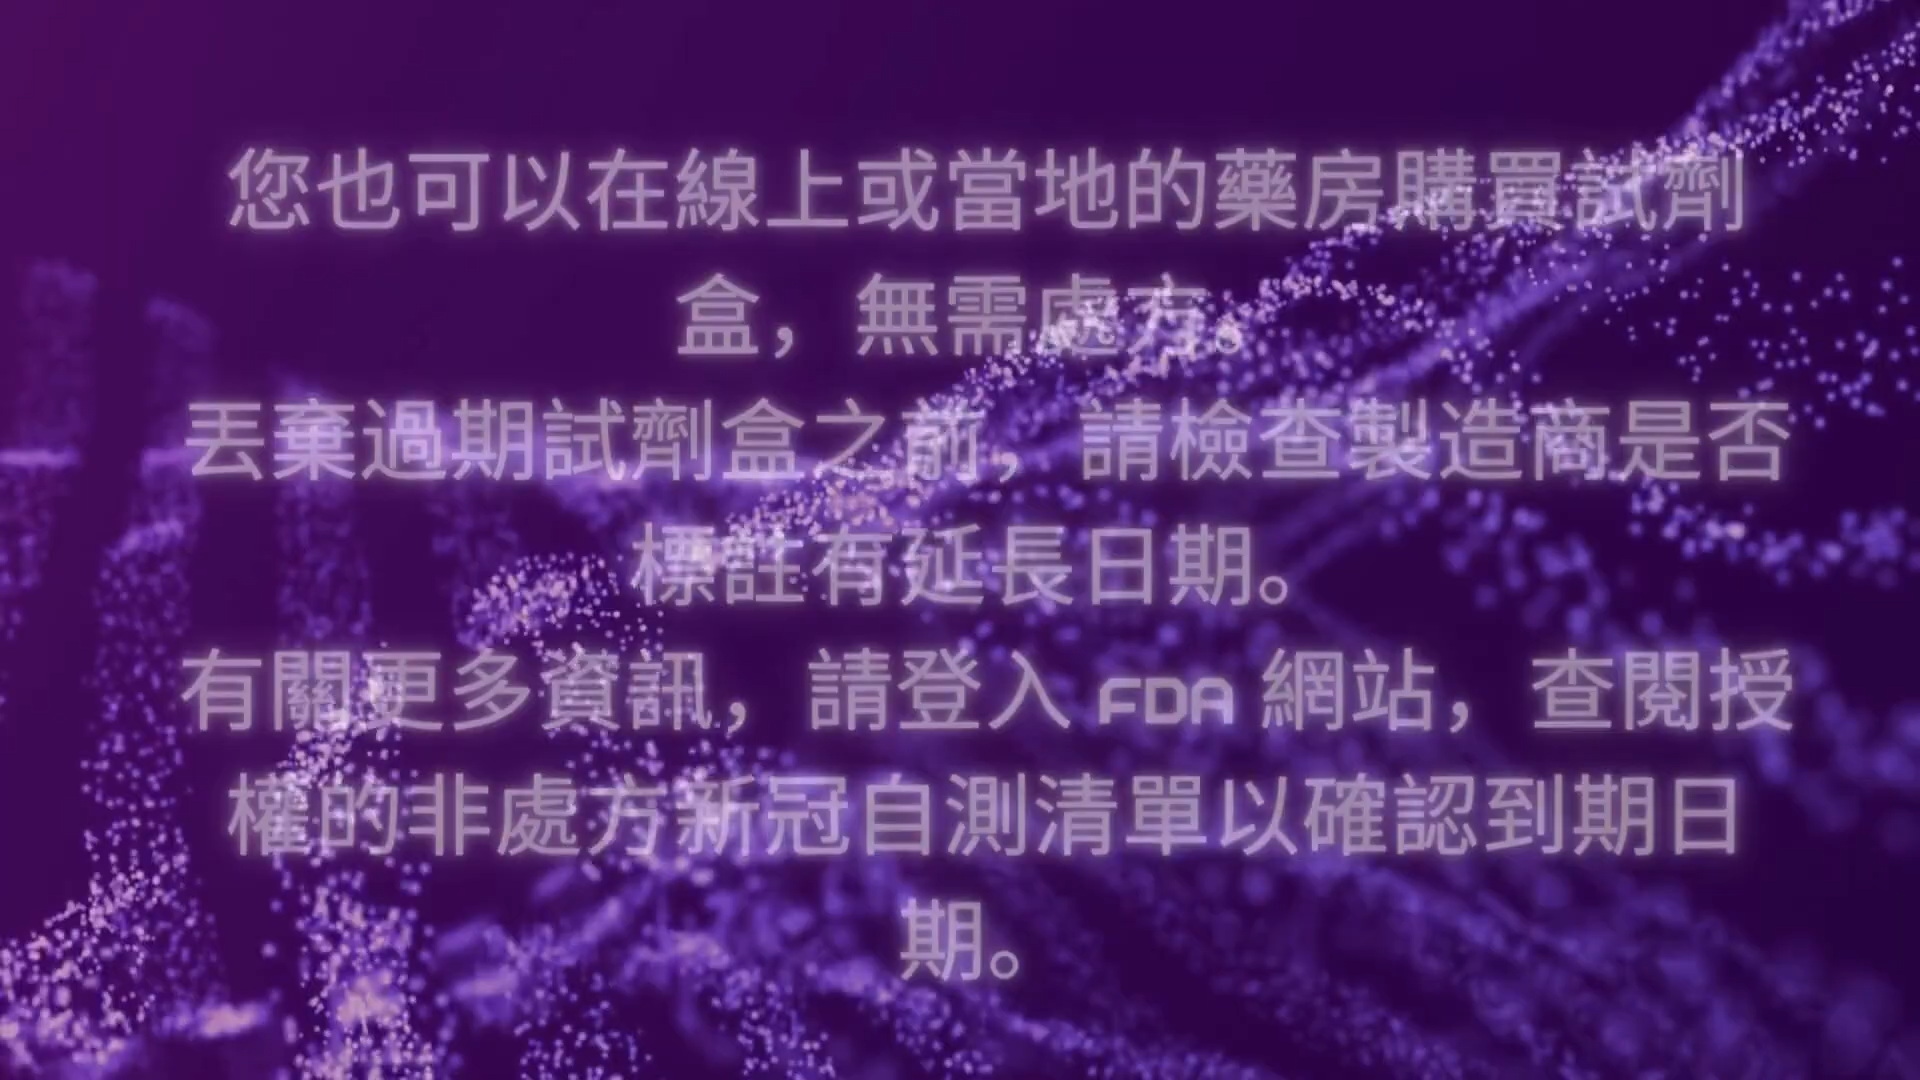 您也可以在線上或當地的藥房購買試劑
盒，無需處方。
丟棄過期試劑盒之前，請檢查製造商是否
標註有延長日期。
有關更多資訊，請登入 FDA 網站，查閱授
權的非處方新冠自測清單以確認到期日
期。